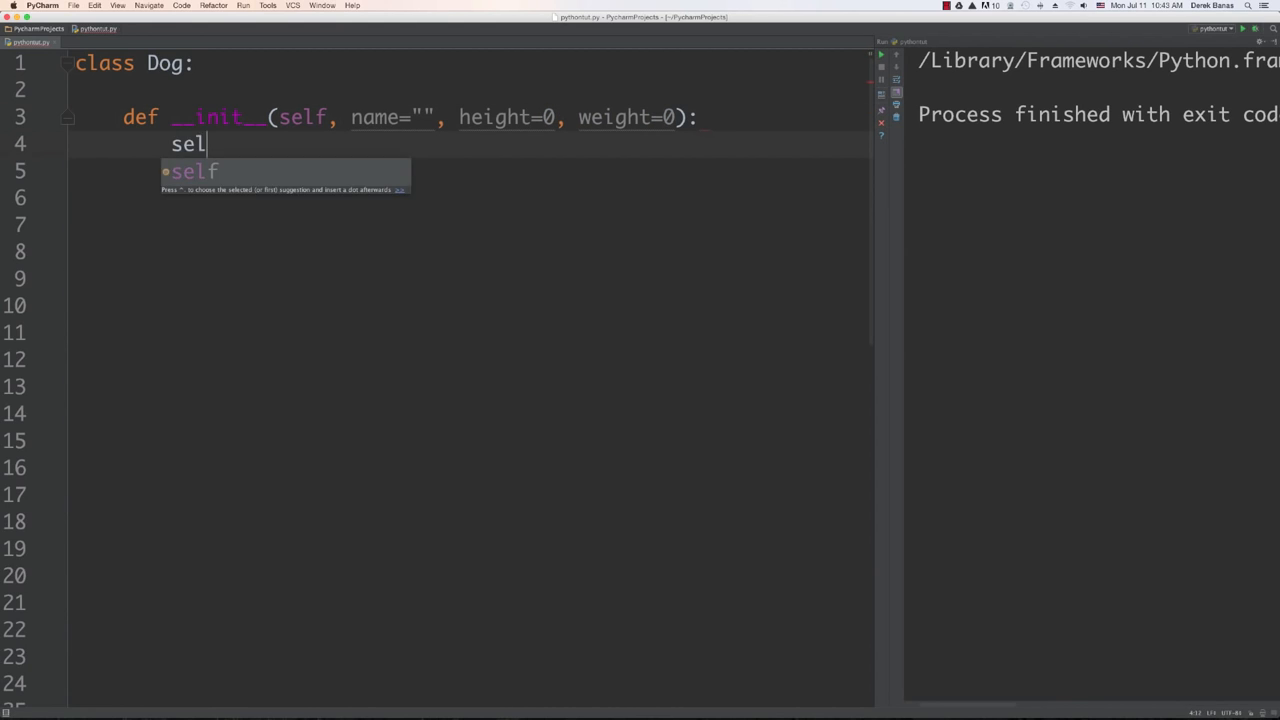 PyCharm File Edit View Navigate Code Refactor Run Tools VCS Window Help 10 Mon Jul 11 10:43 AM Derek Banas
pythontut.py - PycharmProjects - [~/PycharmProjects]
PycharmProjects pythontut.py pythontut
pythontut.py Run: pythontut
1 class Dog:
2
3 def __init__(self, name="", height=0, weight=0):
4 sel
5
self
Press ^. to choose the selected (or first) suggestion and insert a dot afterwards >>
6
7
8
9
10
11
12
13
14
15
16
17
18
19
20
21
22
23
24
/Library/Frameworks/Python.fra
Process finished with exit cod
4:12 LF÷ UTF-8÷